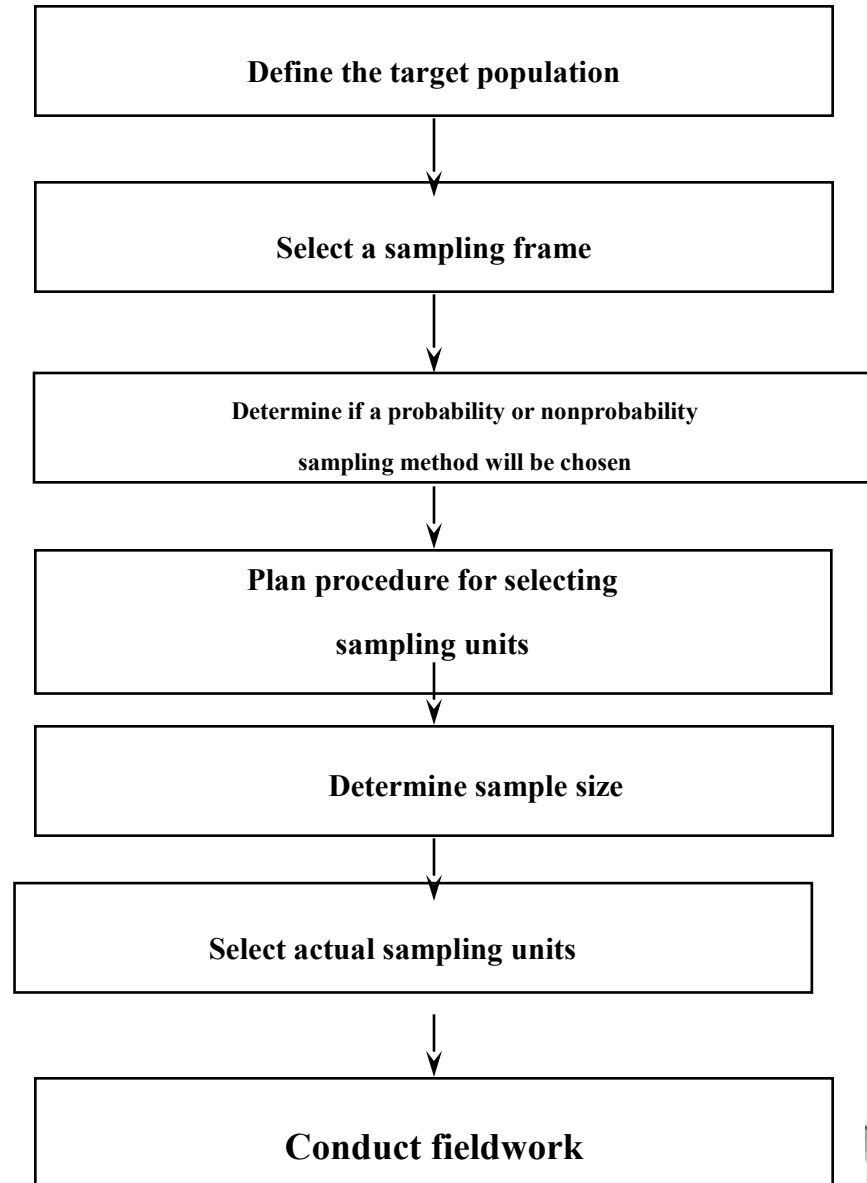 Define the target population
Select a sampling frame
Determine if a probability or nonprobability
sampling method will be chosen
Plan procedure for selecting
sampling units
Determine sample size
Select actual sampling units
Conduct fieldwork